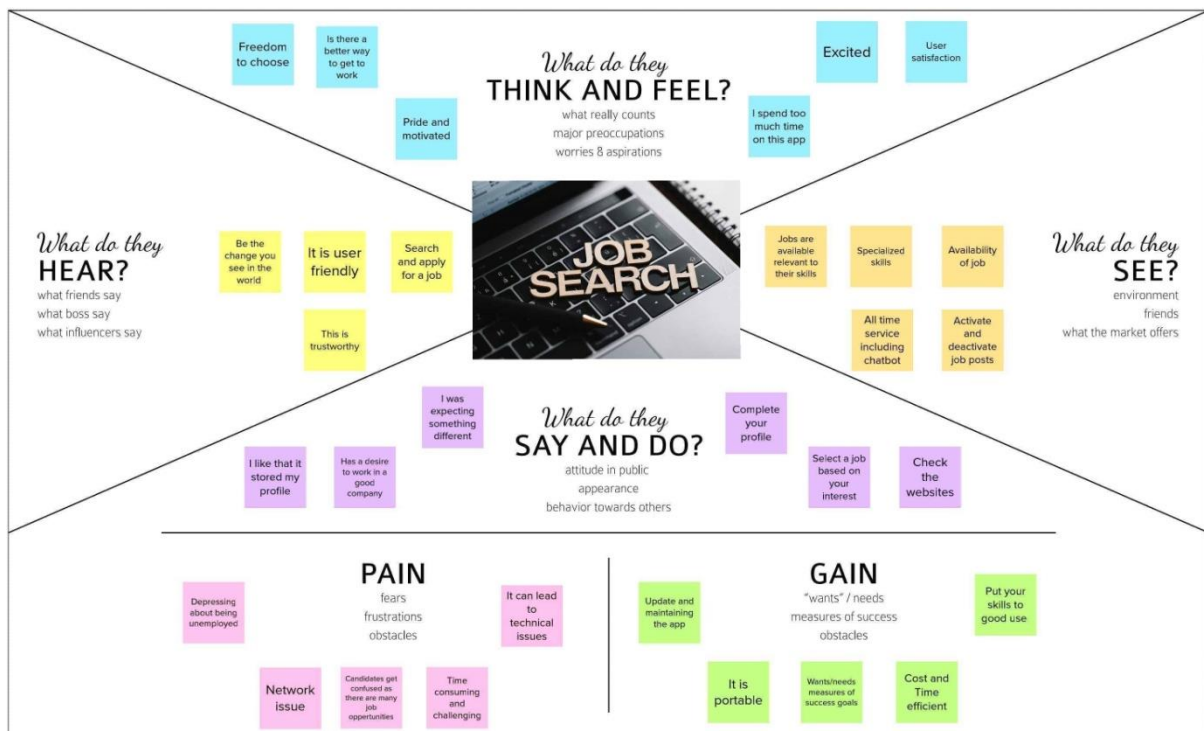 Freedom
to choose
Is there a
better way
to get to
work
Pride and
motivated
What do they
THINK AND FEEL?
what really counts
major preoccupations
worries & aspirations
Excited
User
satisfaction
I spend too
much time
on this app
What do they
HEAR?
what friends say
what boss say
what influencers say
Be the
change you
see in the
world
It is user
friendly
Search
and apply
for a job
This is
trustworthy
JOB
SEARCH
Jobs are
available
relevant to
their skills
Specialized
skills
Availability
of job
All time
service
including
chatbot
Activate
and
deactivate
job posts
What do they
SEE?
environment
friends
what the market offers
I was
expecting
something
different
I like that it
stored my
profile
Has a desire
to work in a
good
company
What do they
SAY AND DO?
attitude in public
appearance
behavior towards others
Complete
your
profile
Select a job
based on
your
interest
Check
the
websites
PAIN
fears
frustrations
obstacles
Depressing
about being
unemployed
It can lead
to
technical
issues
Network
issue
Candidates get
confused as
there are many
job
oppertunities
Time
consuming
and
challenging
GAIN
"wants" / needs
measures of success
obstacles
Update and
maintaining
the app
Put your
skills to
good use
It is
portable
Wants/needs
measures of
success goals
Cost and
Time
efficient